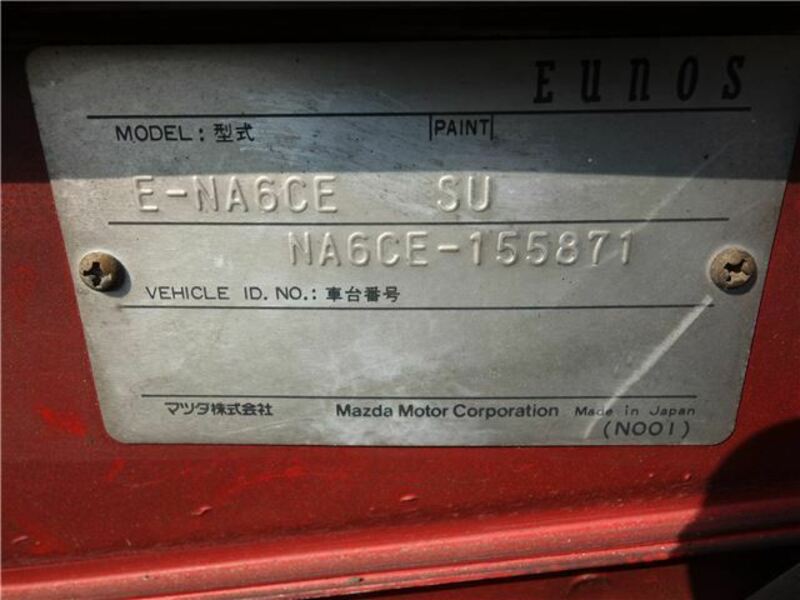 EUNOS
MODEL: 型式 PAINT
E-NA6CE SU
NA6CE-155871
VEHICLE ID. NO.: 車台番号
マツダ株式会社 Mazda Motor Corporation Made in Japan
(N001)